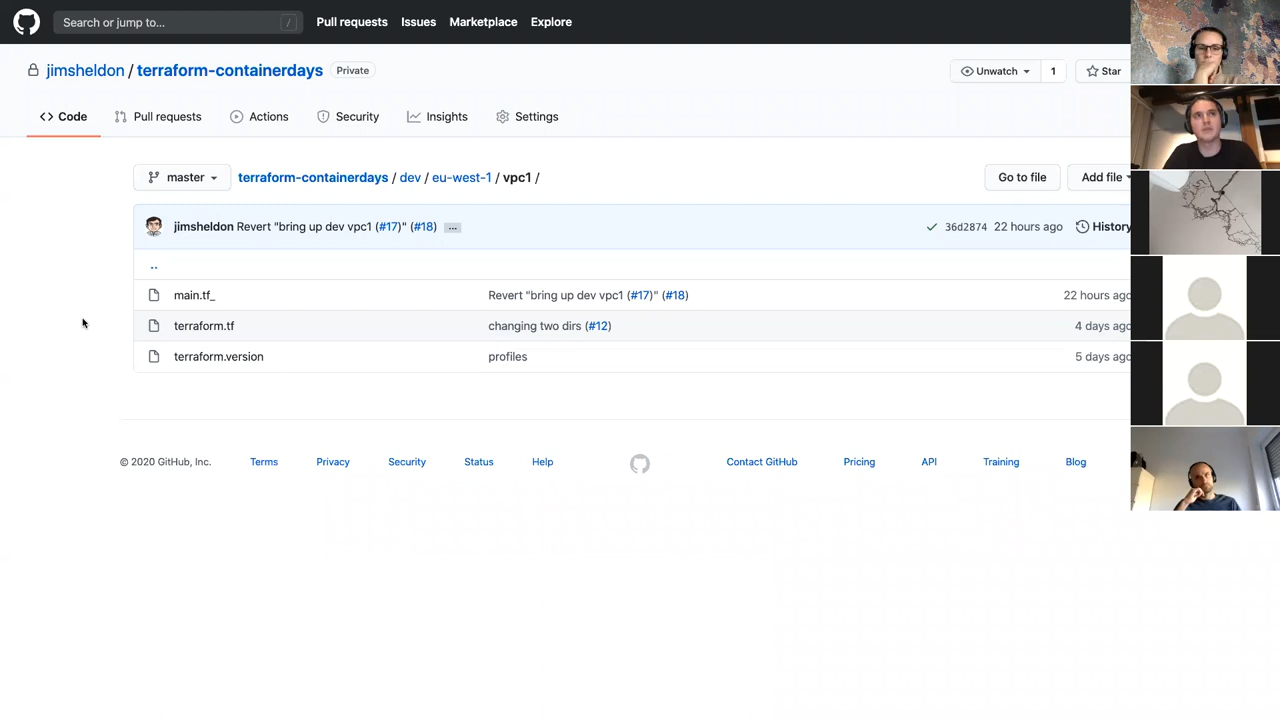 Search or jump to... /
Pull requests Issues Marketplace Explore
jimsheldon / terraform-containerdays Private
Unwatch 1 Star
Code Pull requests Actions Security Insights Settings
master terraform-containerdays / dev / eu-west-1 / vpc1 /
Go to file Add file
jimsheldon Revert "bring up dev vpc1 (#17)" (#18) ... 36d2874 22 hours ago History
..
main.tf_ Revert "bring up dev vpc1 (#17)" (#18) 22 hours ago
terraform.tf changing two dirs (#12) 4 days ago
terraform.version profiles 5 days ago
© 2020 GitHub, Inc. Terms Privacy Security Status Help Contact GitHub Pricing API Training Blog